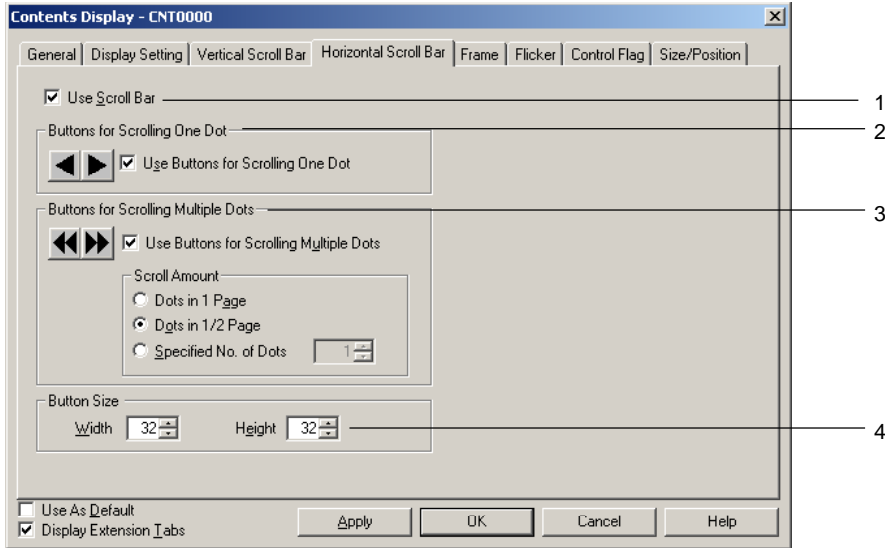 Contents Display - CNT0000
General Display Setting Vertical Scroll Bar Horizontal Scroll Bar Frame Flicker Control Flag Size/Position
Use Scroll Bar 1
Buttons for Scrolling One Dot 2
Use Buttons for Scrolling One Dot
Buttons for Scrolling Multiple Dots 3
Use Buttons for Scrolling Multiple Dots
Scroll Amount
Dots in 1 Page
Dots in 1/2 Page
Specified No. of Dots 1
Button Size
Width 32 Height 32 4
Use As Default
Display Extension Tabs
Apply OK Cancel Help